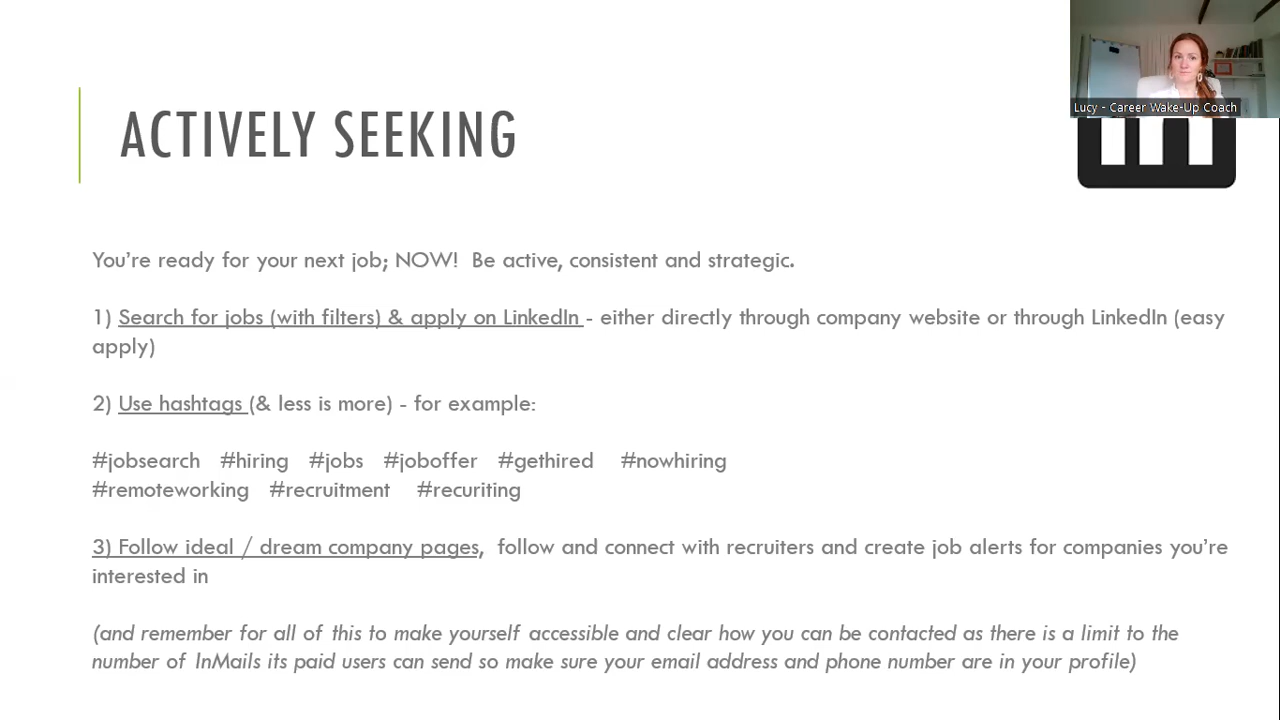 Lucy - Career Wake-Up Coach
ACTIVELY SEEKING
You're ready for your next job; NOW!  Be active, consistent and strategic.
1) Search for jobs (with filters) & apply on LinkedIn - either directly through company website or through LinkedIn (easy
apply)
2) Use hashtags (& less is more) - for example:
#jobsearch #hiring #jobs #joboffer #gethired #nowhiring
#remoteworking #recruitment #recuriting
3) Follow ideal / dream company pages,  follow and connect with recruiters and create job alerts for companies you're
interested in
(and remember for all of this to make yourself accessible and clear how you can be contacted as there is a limit to the
number of InMails its paid users can send so make sure your email address and phone number are in your profile)